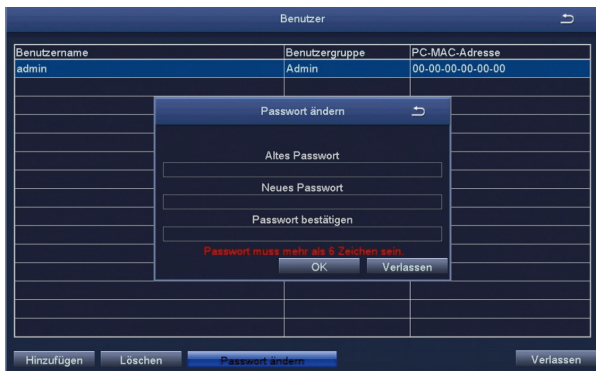 Benutzer
Benutzername Benutzergruppe PC-MAC-Adresse
admin Admin 00-00-00-00-00-00
Passwort ändern
Altes Passwort
Neues Passwort
Passwort bestätigen
Passwort muss mehr als 6 Zeichen sein.
OK Verlassen
Hinzufügen Löschen Passwort ändern Verlassen